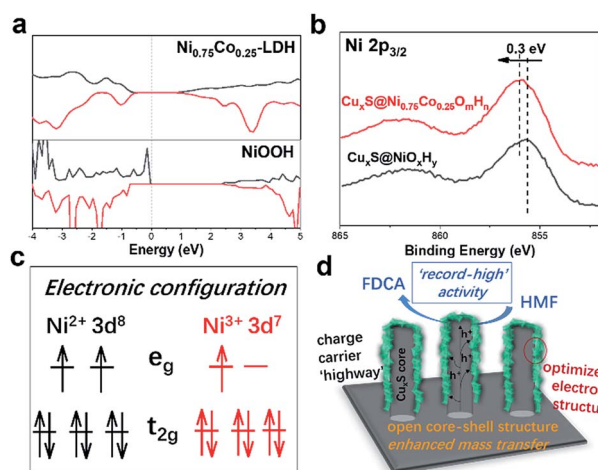 a
Ni0.75Co0.25-LDH
NiOOH
-4 -3 -2 -1 0 1 2 3 4 5
Energy (eV)
b
Ni 2p3/2
0.3 eV
CuxS@Ni0.75Co0.25OmHn
CuxS@NiOxHy
865 860 855
Binding Energy (eV)
c
Electronic configuration
Ni2+ 3d8 Ni3+ 3d7
eg
t2g
d
'record-high'
activity
FDCA
HMF
charge
carrier
'highway'
CuxS core
h+
h+
h+
h+
optimize
electro
structu
open core-shell structure
enhanced mass transfer